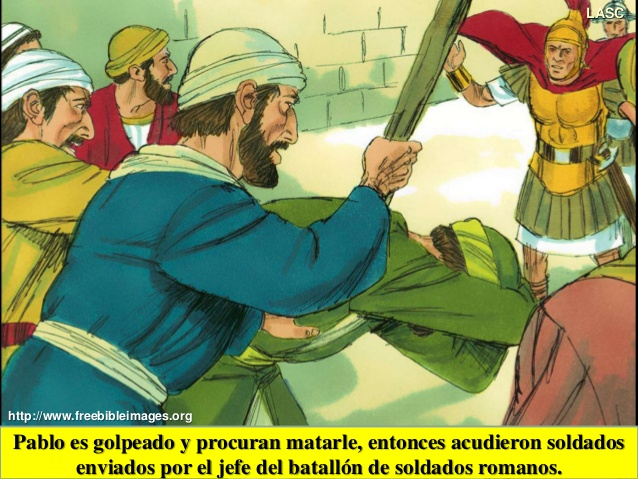 LASC
http://www.freebibleimages.org
Pablo es golpeado y procuran matarle, entonces acudieron soldados
enviados por el jefe del batallón de soldados romanos.